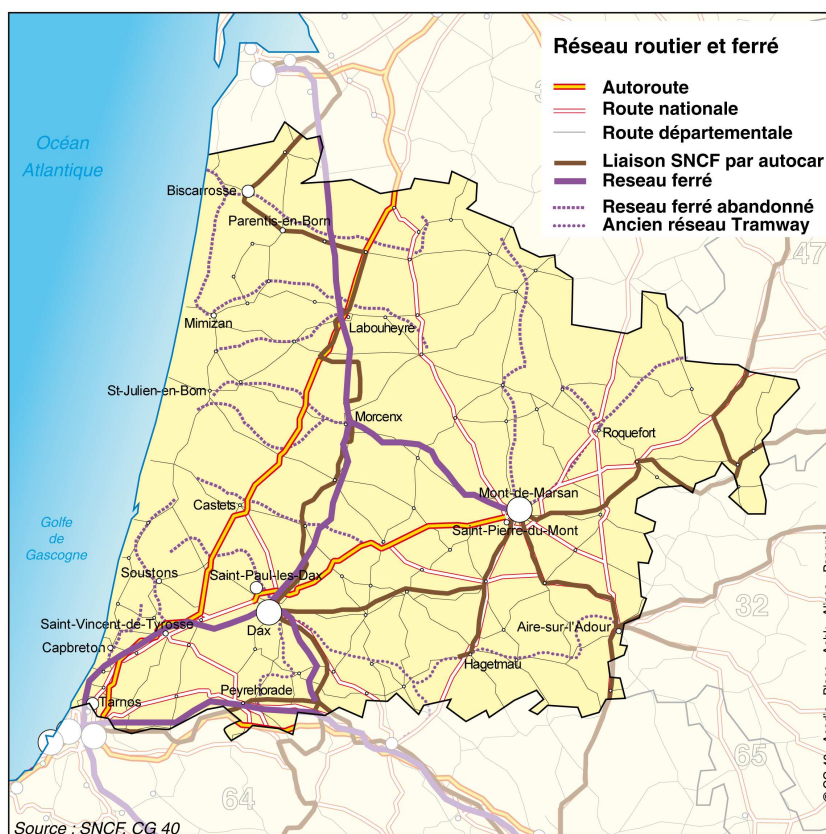 Réseau routier et ferré
Autoroute
Route nationale
Route départementale
Liaison SNCF par autocar
Reseau ferré
Reseau ferré abandonné
Ancien réseau Tramway
Océan
Atlantique
47
Biscarrosse
Parentis-en-Born
Mimizan
Labouheyre
St-Julien-en-Born
Morcenx
Roquefort
Mont-de-Marsan
Castets
Saint-Pierre-du-Mont
Golfe
de
Gascogne
Soustons
Saint-Paul-les-Dax
32
Saint-Vincent-de-Tyrosse
Dax
Aire-sur-l'Adour
Capbreton
Hagetmau
Peyrehorade
Tarnos
65
64
Source : SNCF, CG 40